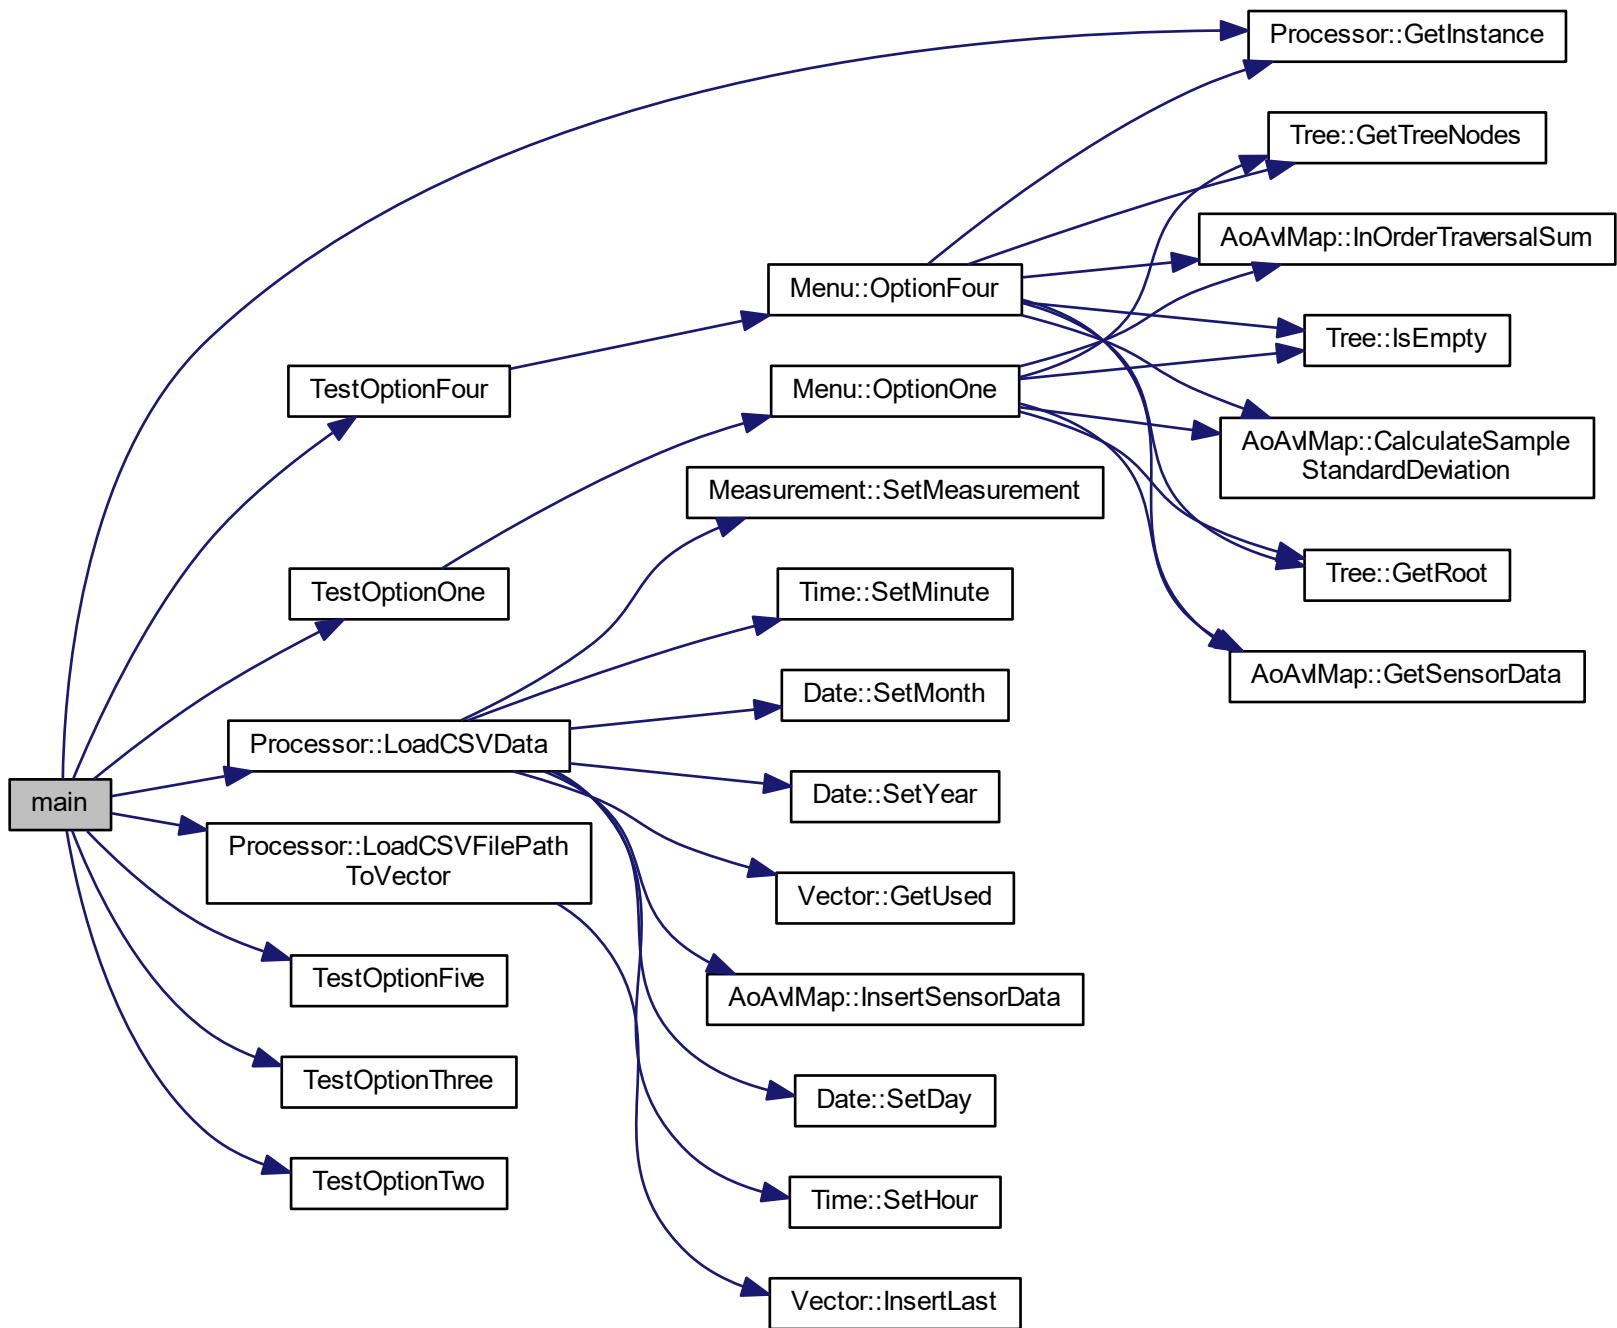 Processor::GetInstance
Tree::GetTreeNodes
AoAvlMap::InOrderTraversalSum
Menu::OptionFour
Tree::IsEmpty
TestOptionFour
Menu::OptionOne
AoAvlMap::CalculateSample
StandardDeviation
Measurement::SetMeasurement
Tree::GetRoot
TestOptionOne
Time::SetMinute
AoAvlMap::GetSensorData
Date::SetMonth
Processor::LoadCSVData
Date::SetYear
main
Processor::LoadCSVFilePath
ToVector
Vector::GetUsed
TestOptionFive
AoAvlMap::InsertSensorData
TestOptionThree
Date::SetDay
TestOptionTwo
Time::SetHour
Vector::InsertLast